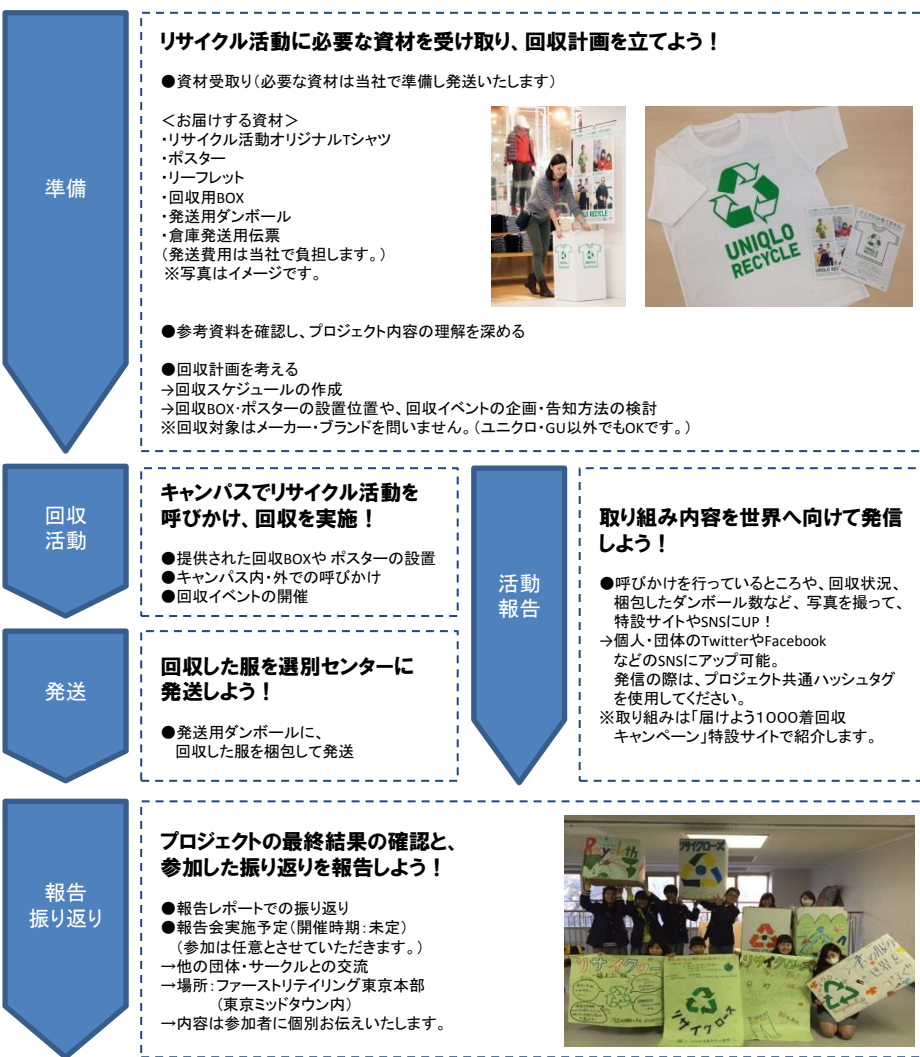 準備
リサイクル活動に必要な資材を受け取り、回収計画を立てよう！
●資材受取り（必要な資材は当社で準備し発送いたします）
＜お届けする資材＞
・リサイクル活動オリジナルTシャツ
・ポスター
・リーフレット
・回収用BOX
・発送用ダンボール
・倉庫発送用伝票
（発送費用は当社で負担します。）
※写真はイメージです。
UNIQLO RECYCLE
UNIQLO
RECYCLE
●参考資料を確認し、プロジェクト内容の理解を深める
●回収計画を考える
→回収スケジュールの作成
→回収BOX・ポスターの設置位置や、回収イベントの企画・告知方法の検討
※回収対象はメーカー・ブランドを問いません。（ユニクロ・GU以外でもOKです。）
回収
活動
キャンパスでリサイクル活動を
呼びかけ、回収を実施！
●提供された回収BOXや ポスターの設置
●キャンパス内・外での呼びかけ
●回収イベントの開催
発送
回収した服を選別センターに
発送しよう！
●発送用ダンボールに、
回収した服を梱包して発送
活動
報告
取り組み内容を世界へ向けて発信
しよう！
●呼びかけを行っているところや、回収状況、
梱包したダンボール数など、写真を撮って、
特設サイトやSNSにUP！
→個人・団体のTwitterやFacebook
などのSNSにアップ可能。
発信の際は、プロジェクト共通ハッシュタグ
を使用してください。
※取り組みは「届けよう1000着回収
キャンペーン」特設サイトで紹介します。
報告
振り返り
プロジェクトの最終結果の確認と、
参加した振り返りを報告しよう！
●報告レポートでの振り返り
●報告会実施予定（開催時期：未定）
（参加は任意とさせていただきます。）
→他の団体・サークルとの交流
→場所：ファーストリテイリング東京本部
（東京ミッドタウン内）
→内容は参加者に個別お伝えいたします。
リサイクローズ
リサイクローズ